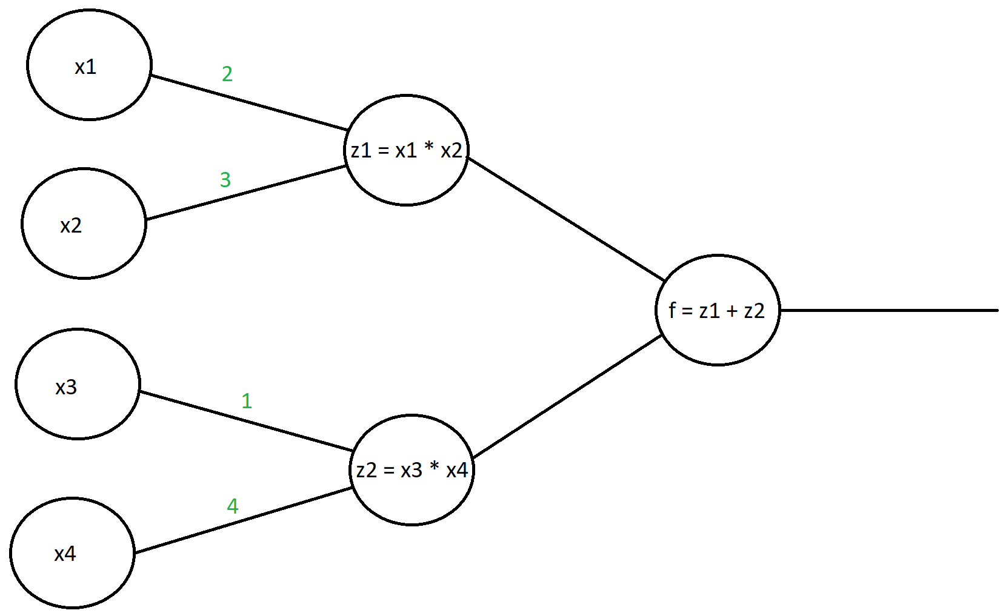 x1
2
z1 = x1 * x2
3
x2
f = z1 + z2
x3
1
z2 = x3 * x4
4
x4